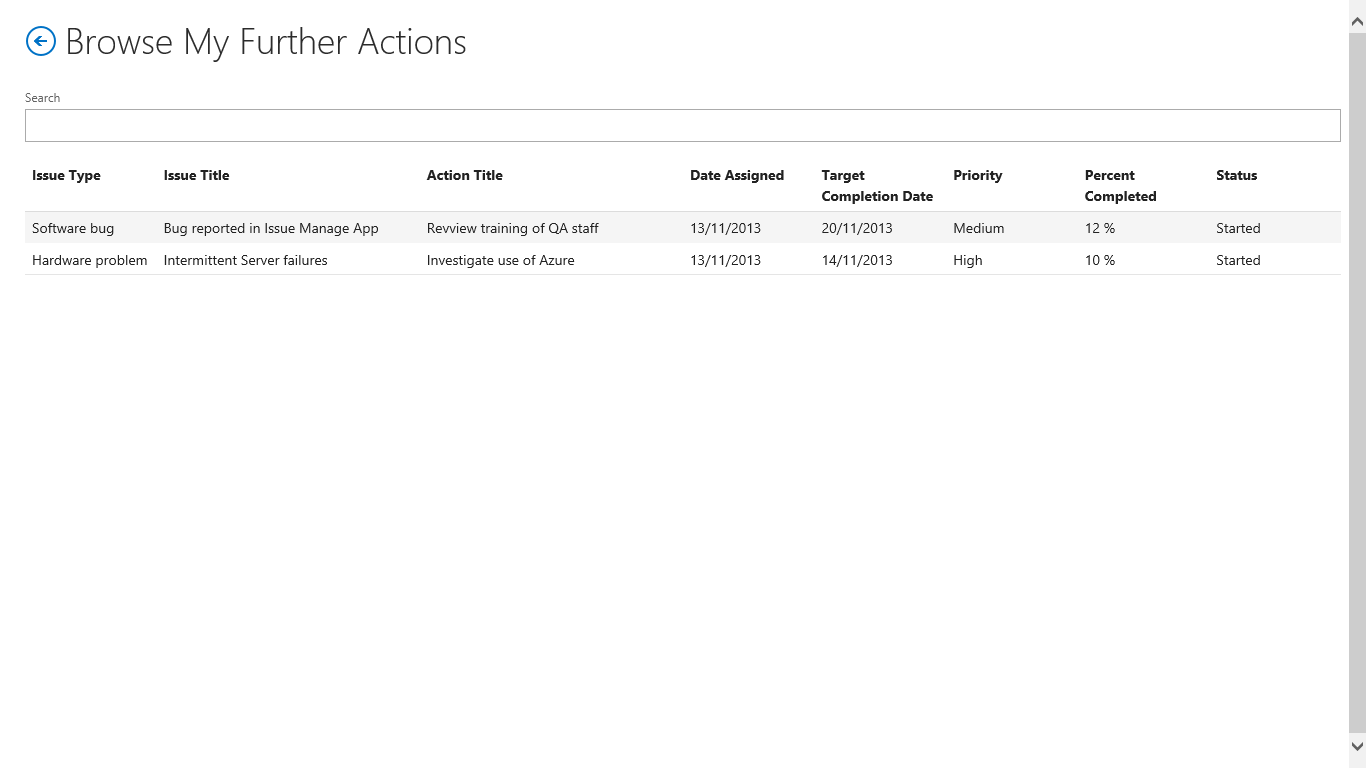 Browse My Further Actions
Search
Issue Type Issue Title Action Title Date Assigned Target Completion Date Priority Percent Completed Status
Software bug Bug reported in Issue Manage App Revview training of QA staff 13/11/2013 20/11/2013 Medium 12 % Started
Hardware problem Intermittent Server failures Investigate use of Azure 13/11/2013 14/11/2013 High 10 % Started